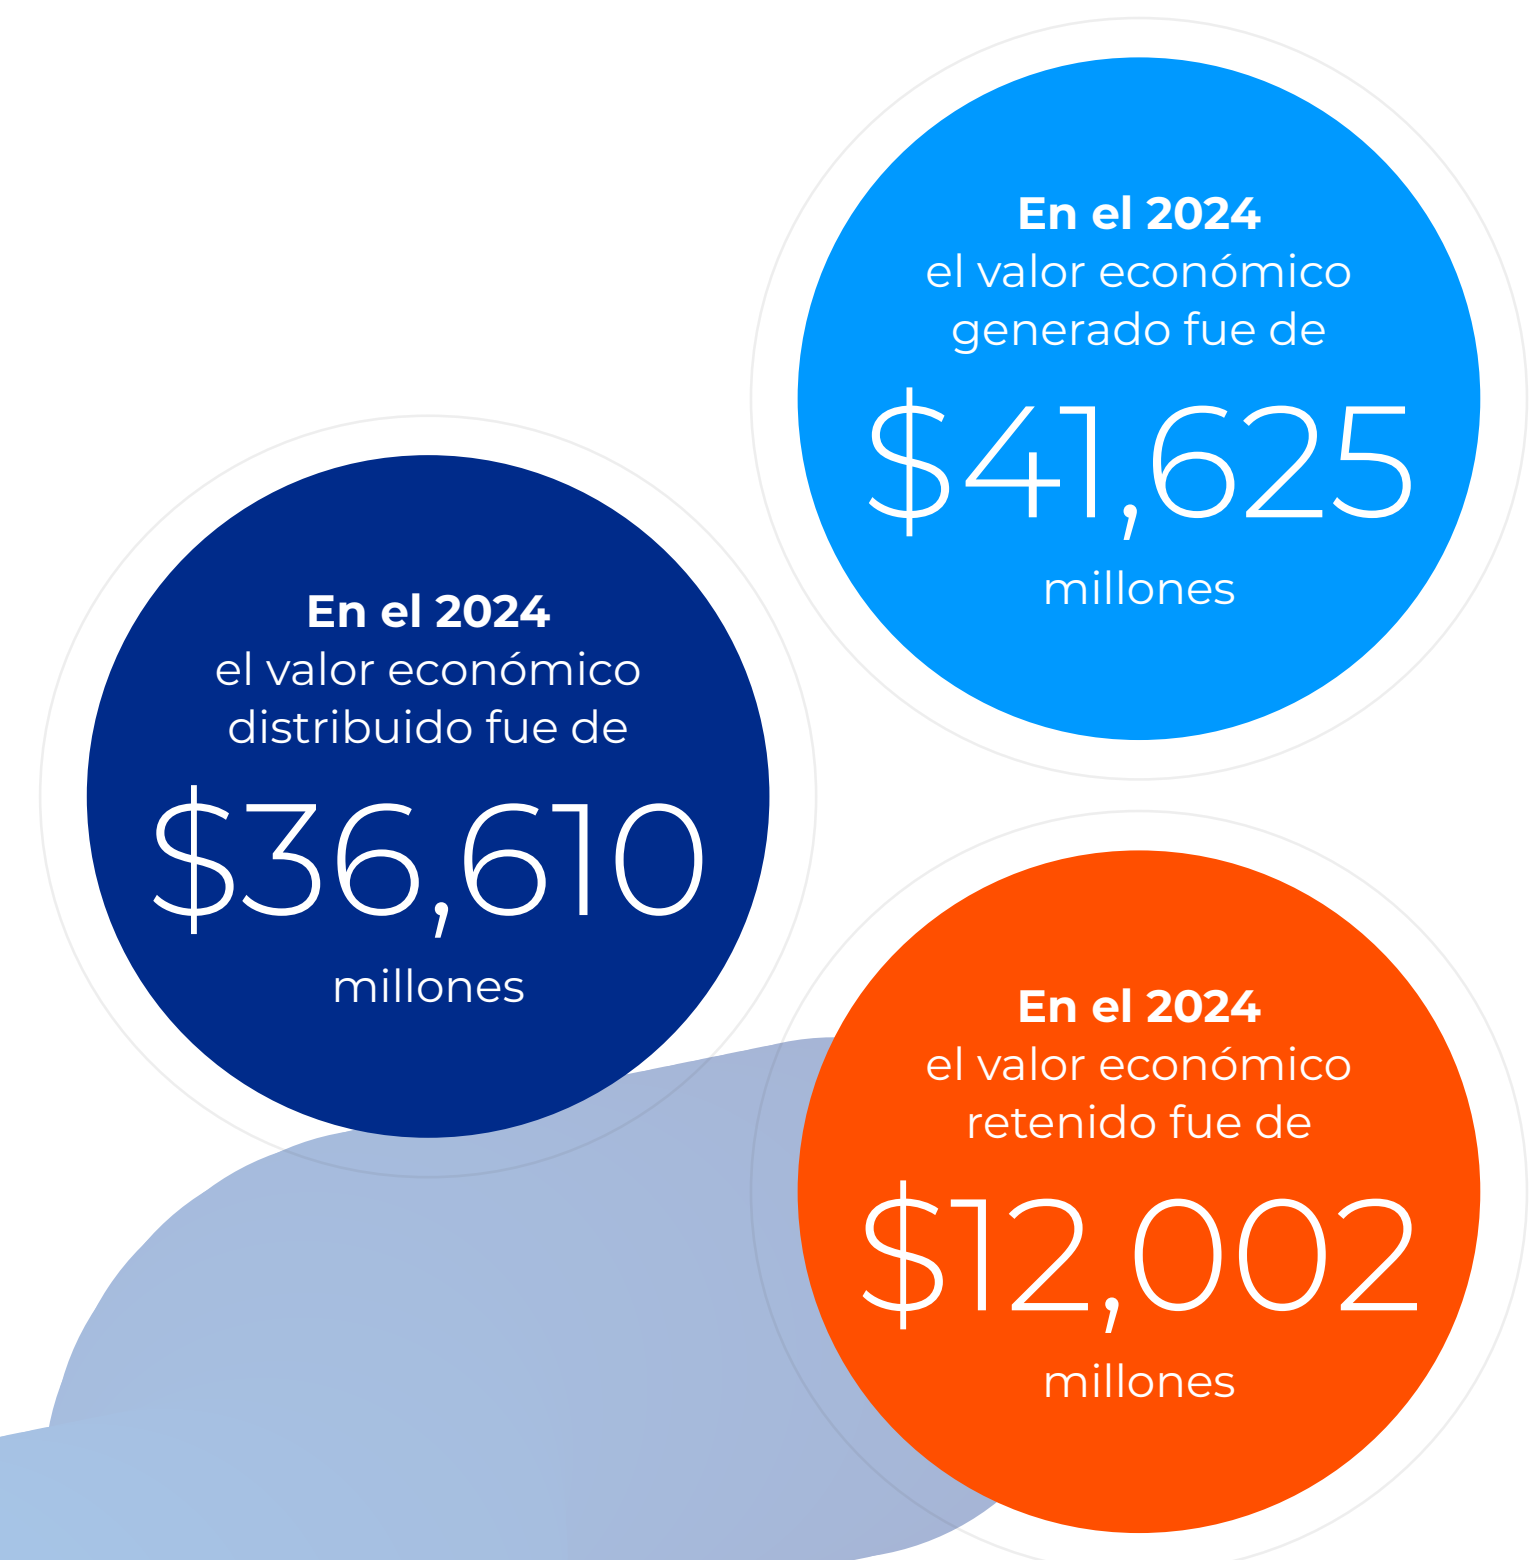 En el 2024
el valor económico
generado fue de
$41,625
millones
En el 2024
el valor económico
distribuido fue de
$36,610
millones
En el 2024
el valor económico
retenido fue de
$12,002
millones